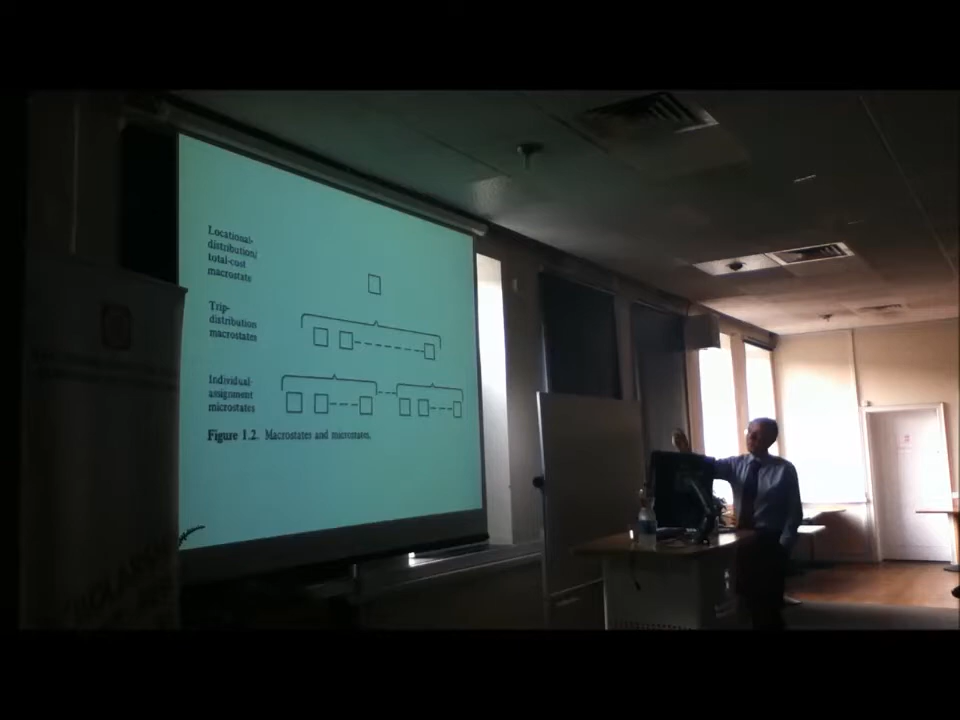 Locational-
distribution/
total-cost
macrostate
Trip-
distribution
macrostates
Individual-
assignment
microstates
Figure 1.2. Macrostates and microstates.